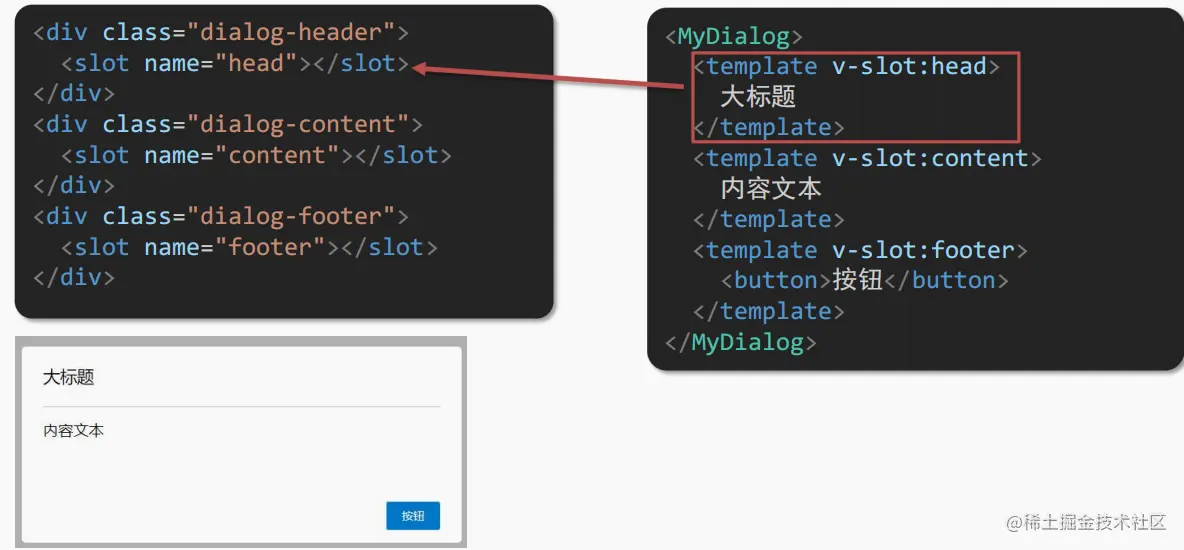 <div class="dialog-header">
<slot name="head"></slot>
</div>
<div class="dialog-content">
<slot name="content"></slot>
</div>
<div class="dialog-footer">
<slot name="footer"></slot>
</div>
<MyDialog>
<template v-slot:head>
大标题
</template>
<template v-slot:content>
内容文本
</template>
<template v-slot:footer>
<button>按钮</button>
</template>
</MyDialog>
大标题
内容文本
按钮
@稀土掘金技术社区